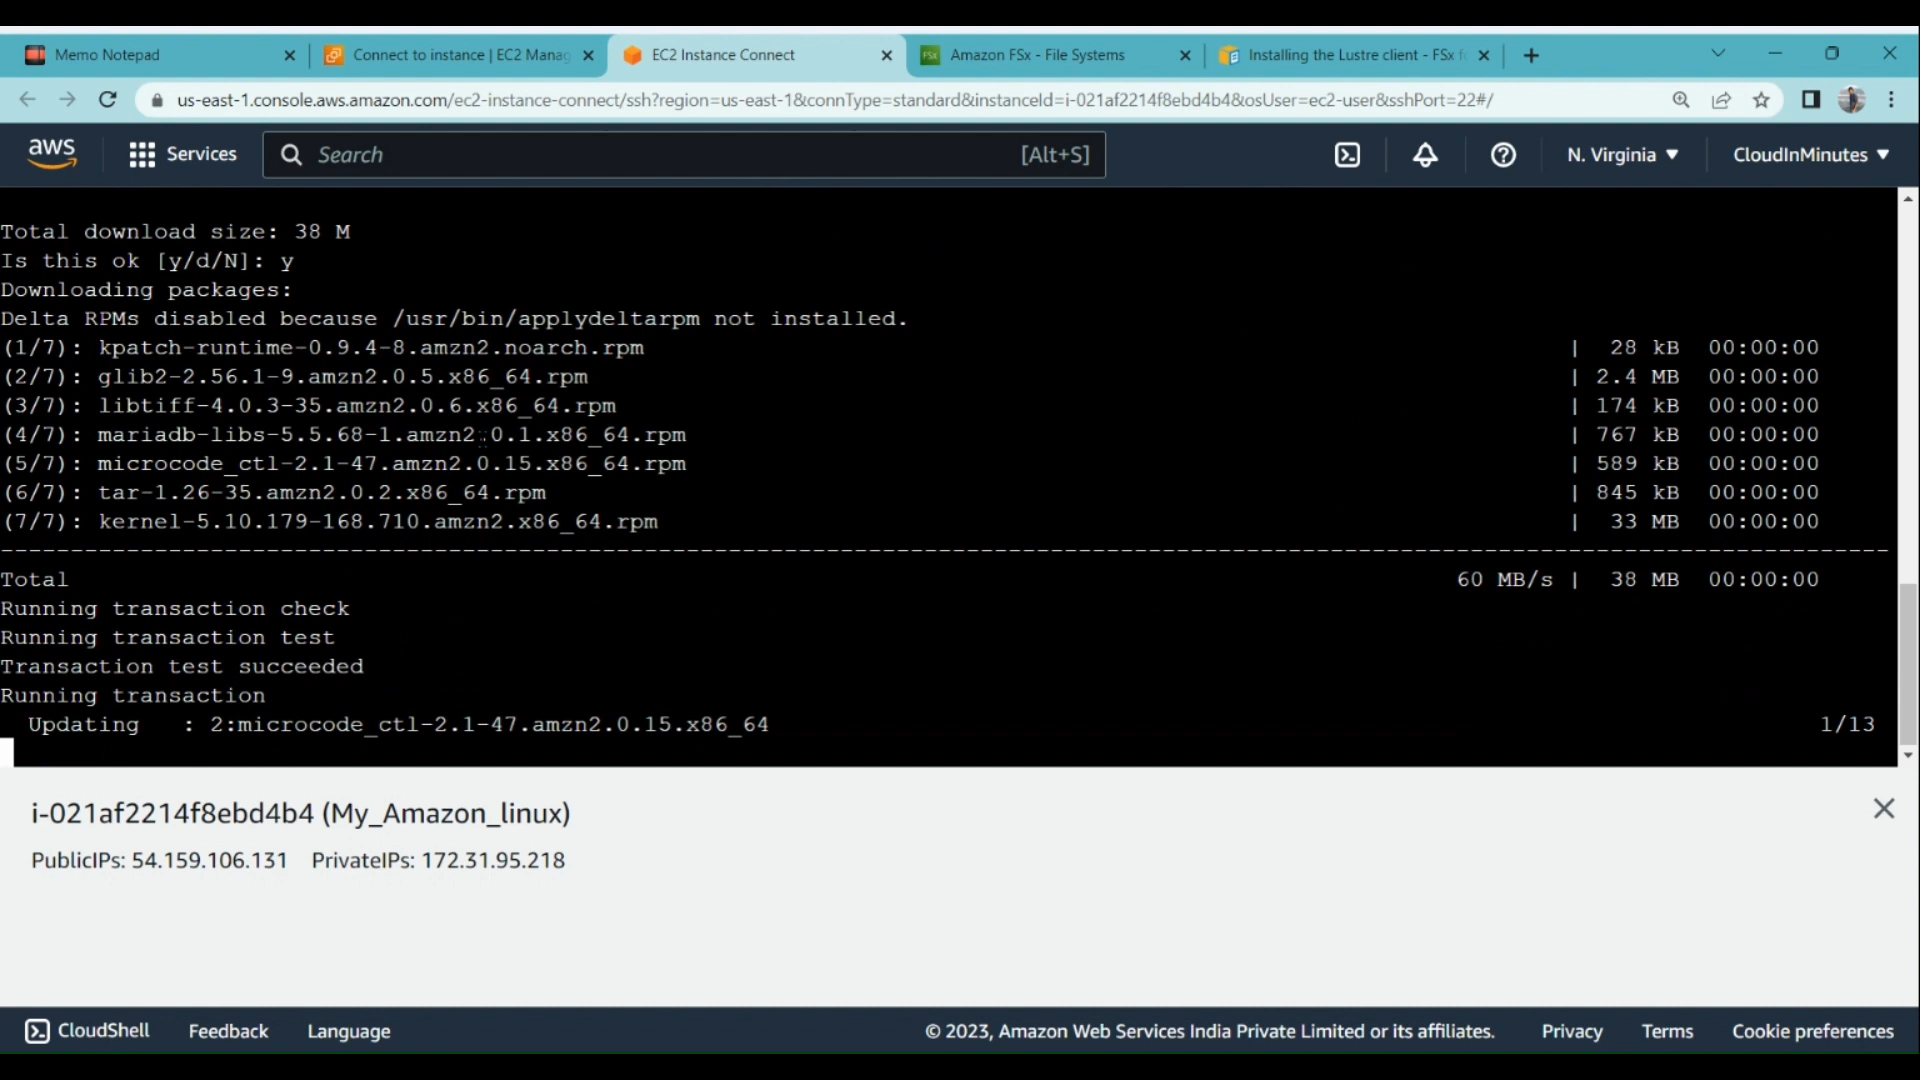 Memo Notepad
Connect to instance | EC2 Manag
EC2 Instance Connect
Amazon FSx - File Systems
Installing the Lustre client - FSx f
us-east-1.console.aws.amazon.com/ec2-instance-connect/ssh?region=us-east-1&connType=standard&instanceId=i-021af2214f8ebd4b4&osUser=ec2-user&sshPort=22#/
aws
Services
Search
[Alt+S]
N. Virginia
CloudInMinutes
Total download size: 38 M
Is this ok [y/d/N]: y
Downloading packages:
Delta RPMs disabled because /usr/bin/applydeltarpm not installed.
(1/7): kpatch-runtime-0.9.4-8.amzn2.noarch.rpm | 28 kB 00:00:00
(2/7): glib2-2.56.1-9.amzn2.0.5.x86_64.rpm | 2.4 MB 00:00:00
(3/7): libtiff-4.0.3-35.amzn2.0.6.x86_64.rpm | 174 kB 00:00:00
(4/7): mariadb-libs-5.5.68-1.amzn2.0.1.x86_64.rpm | 767 kB 00:00:00
(5/7): microcode_ctl-2.1-47.amzn2.0.15.x86_64.rpm | 589 kB 00:00:00
(6/7): tar-1.26-35.amzn2.0.2.x86_64.rpm | 845 kB 00:00:00
(7/7): kernel-5.10.179-168.710.amzn2.x86_64.rpm | 33 MB 00:00:00
Total 60 MB/s | 38 MB 00:00:00
Running transaction check
Running transaction test
Transaction test succeeded
Running transaction
Updating : 2:microcode_ctl-2.1-47.amzn2.0.15.x86_64 1/13
i-021af2214f8ebd4b4 (My_Amazon_linux)
PublicIPs: 54.159.106.131 PrivateIPs: 172.31.95.218
CloudShell
Feedback
Language
© 2023, Amazon Web Services India Private Limited or its affiliates.
Privacy
Terms
Cookie preferences